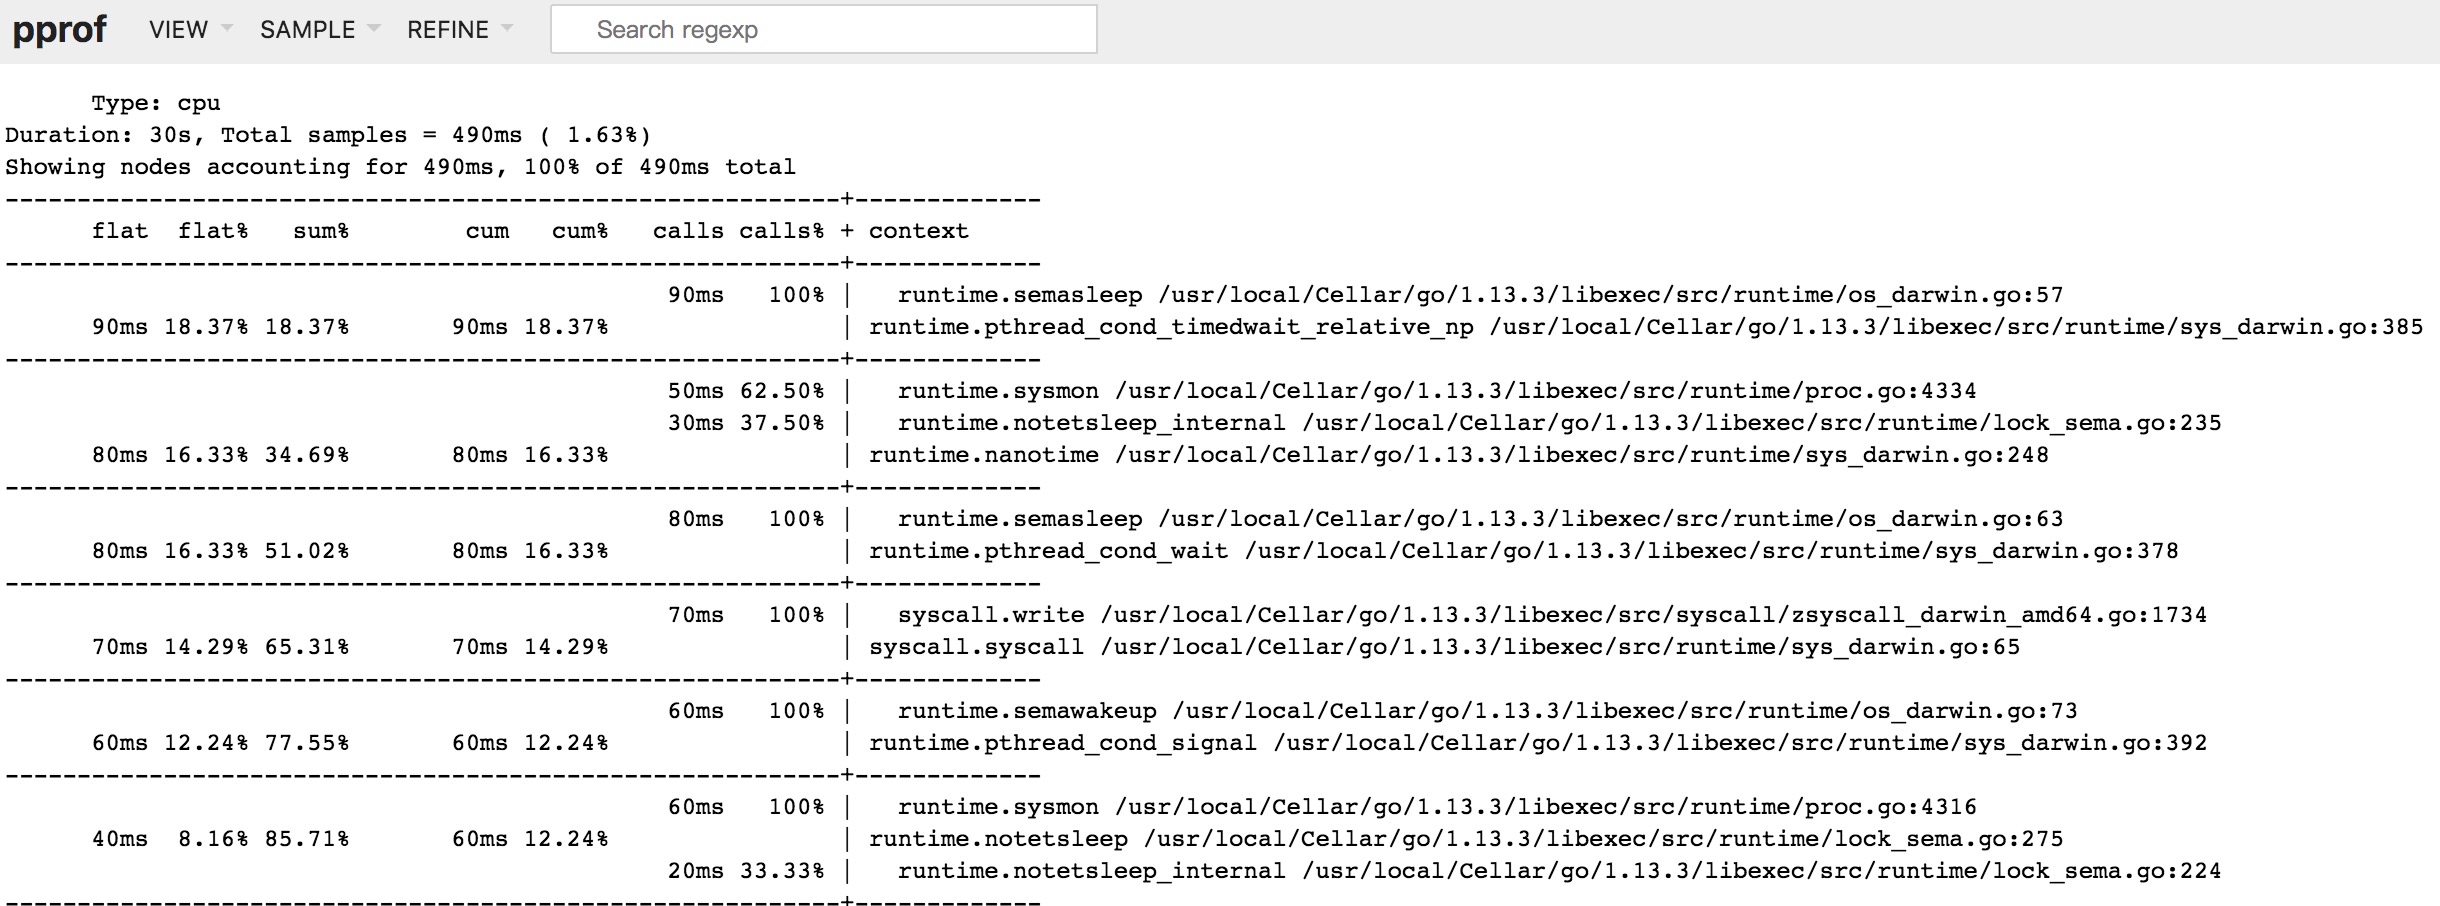 pprof VIEW SAMPLE REFINE Search regexp
Type: cpu
Duration: 30s, Total samples = 490ms ( 1.63%)
Showing nodes accounting for 490ms, 100% of 490ms total
----------------------------------------------------------+-------------
      flat  flat%   sum%        cum   cum%   calls calls% + context
----------------------------------------------------------+-------------
                                              90ms   100% |   runtime.semasleep /usr/local/Cellar/go/1.13.3/libexec/src/runtime/os_darwin.go:57
      90ms 18.37% 18.37%       90ms 18.37%                | runtime.pthread_cond_timedwait_relative_np /usr/local/Cellar/go/1.13.3/libexec/src/runtime/sys_darwin.go:385
----------------------------------------------------------+-------------
                                              50ms 62.50% |   runtime.sysmon /usr/local/Cellar/go/1.13.3/libexec/src/runtime/proc.go:4334
                                              30ms 37.50% |   runtime.notetsleep_internal /usr/local/Cellar/go/1.13.3/libexec/src/runtime/lock_sema.go:235
      80ms 16.33% 34.69%       80ms 16.33%                | runtime.nanotime /usr/local/Cellar/go/1.13.3/libexec/src/runtime/sys_darwin.go:248
----------------------------------------------------------+-------------
                                              80ms   100% |   runtime.semasleep /usr/local/Cellar/go/1.13.3/libexec/src/runtime/os_darwin.go:63
      80ms 16.33% 51.02%       80ms 16.33%                | runtime.pthread_cond_wait /usr/local/Cellar/go/1.13.3/libexec/src/runtime/sys_darwin.go:378
----------------------------------------------------------+-------------
                                              70ms   100% |   syscall.write /usr/local/Cellar/go/1.13.3/libexec/src/syscall/zsyscall_darwin_amd64.go:1734
      70ms 14.29% 65.31%       70ms 14.29%                | syscall.syscall /usr/local/Cellar/go/1.13.3/libexec/src/runtime/sys_darwin.go:65
----------------------------------------------------------+-------------
                                              60ms   100% |   runtime.semawakeup /usr/local/Cellar/go/1.13.3/libexec/src/runtime/os_darwin.go:73
      60ms 12.24% 77.55%       60ms 12.24%                | runtime.pthread_cond_signal /usr/local/Cellar/go/1.13.3/libexec/src/runtime/sys_darwin.go:392
----------------------------------------------------------+-------------
                                              60ms   100% |   runtime.sysmon /usr/local/Cellar/go/1.13.3/libexec/src/runtime/proc.go:4316
      40ms  8.16% 85.71%       60ms 12.24%                | runtime.notetsleep /usr/local/Cellar/go/1.13.3/libexec/src/runtime/lock_sema.go:275
                                              20ms 33.33% |   runtime.notetsleep_internal /usr/local/Cellar/go/1.13.3/libexec/src/runtime/lock_sema.go:224
----------------------------------------------------------+-------------